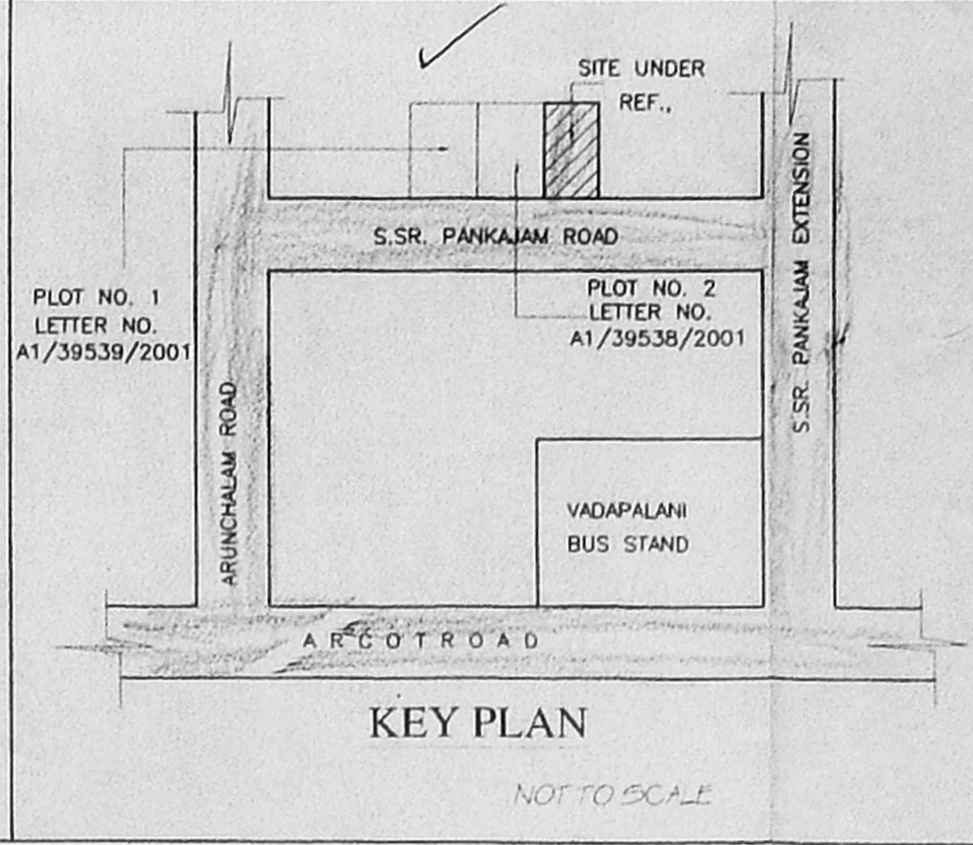 SITE UNDER
REF.,
S.SR. PANKAJAM ROAD
S.SR. PANKAJAM EXTENSION
PLOT NO. 1
LETTER NO.
A1/39539/2001
PLOT NO. 2
LETTER NO.
A1/39538/2001
ARUNCHALAM ROAD
VADAPALANI
BUS STAND
ARCOTROAD
KEY PLAN
NOT TO SCALE